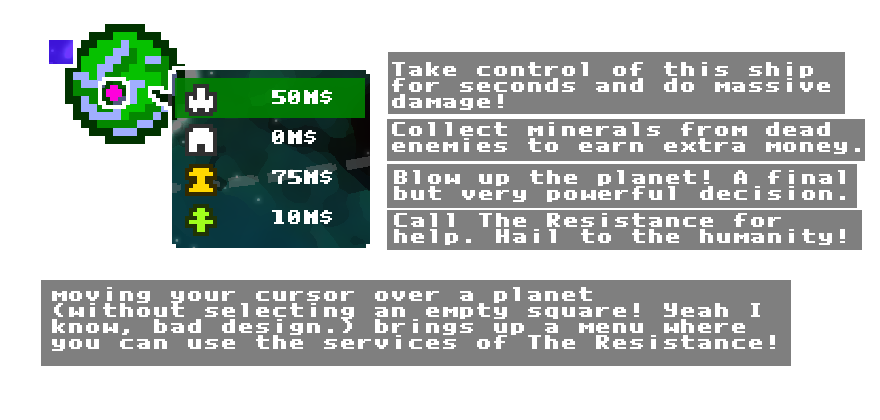 50M$
Take control of this ship
for seconds and do massive
damage!
0M$
Collect minerals from dead
enemies to earn extra money.
75M$
Blow up the planet! A final
but very powerful decision.
10M$
Call The Resistance for
help. Hail to the humanity!
moving your cursor over a planet
(without selecting an empty square! Yeah I
know, bad design.) brings up a menu where
you can use the services of The Resistance!